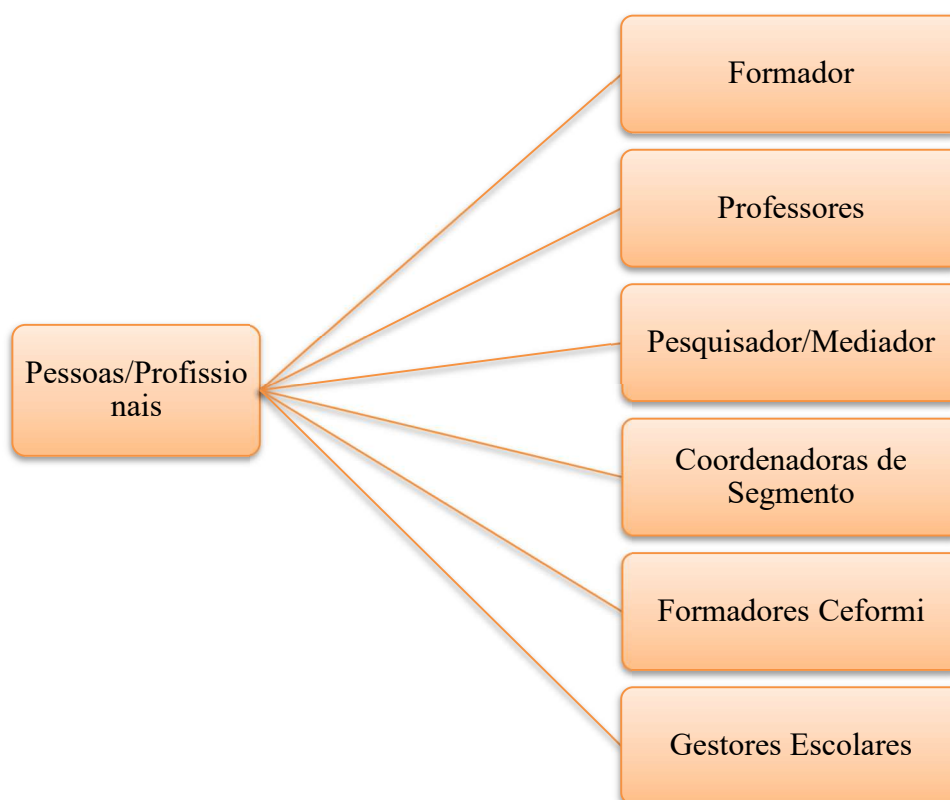 Formador
Professores
Pesquisador/Mediador
Pessoas/Profissio
nais
Coordenadoras de
Segmento
Formadores Ceformi
Gestores Escolares